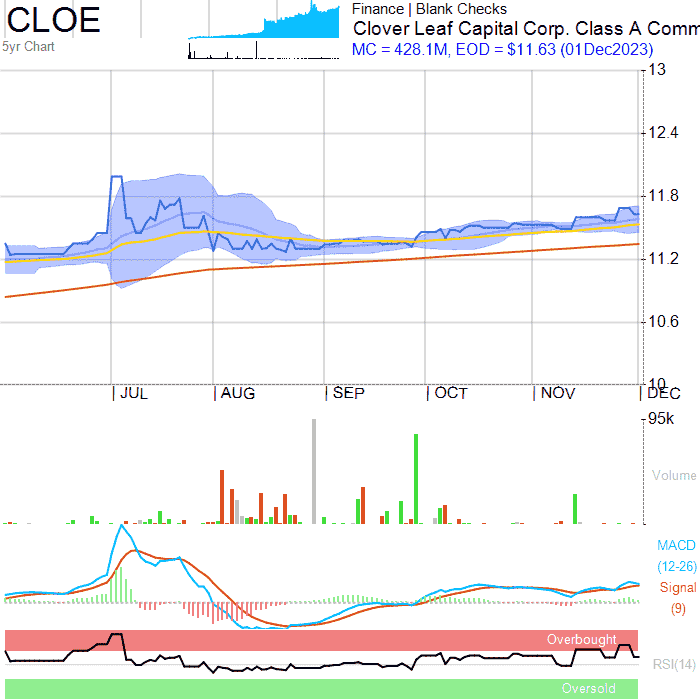 CLOE
5yr Chart
Finance | Blank Checks
Clover Leaf Capital Corp. Class A Comm
MC = 428.1M, EOD = $11.63 (01Dec2023)
13
12.4
11.8
11.2
10.6
10
JUL AUG SEP OCT NOV DEC
95k
Volume
MACD
(12-26)
Signal
(9)
Overbought
RSI(14)
Oversold